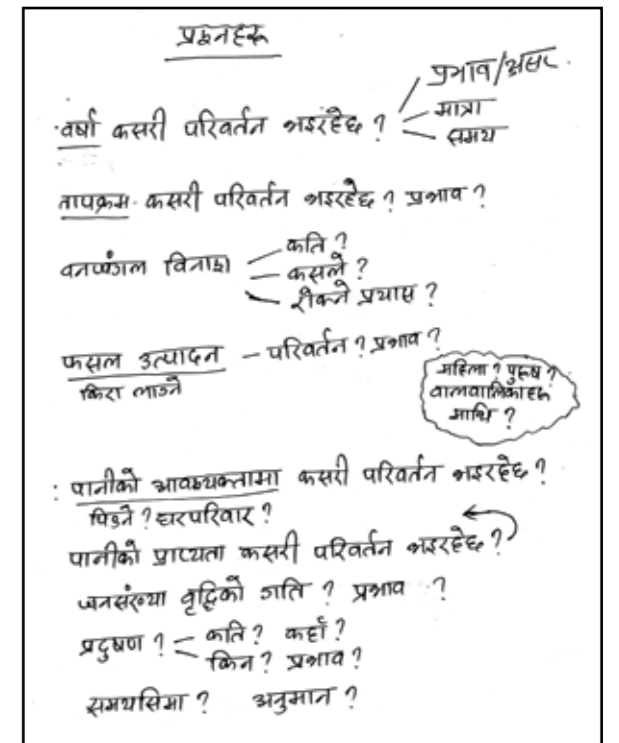 प्रश्नहरू
वर्षा कसरी परिवर्तन भइरहेछ ?
प्रभाव/असर
मात्रा
समय
तापक्रम कसरी परिवर्तन भइरहेछ ? प्रभाव ?
वनजंगल विनाश
कति ?
कसले ?
रोक्ने प्रयास ?
फसल उत्पादन – परिवर्तन ? प्रभाव ?
किरा लाग्ने
महिला ? पुरूष ?
वालवालिकाहरू
माथि ?
: पानीको आवश्यक्तामा कसरी परिवर्तन भइरहेछ ?
पिउने ? घरपरिवार ?
पानीको प्राप्यता कसरी परिवर्तन भइरहेछ ?
जनसंख्या वृद्धिको गति ? प्रभाव ?
प्रदुषण ?
कति ? कहाँ ?
किन ? प्रभाव ?
समयसिमा ? अनुमान ?